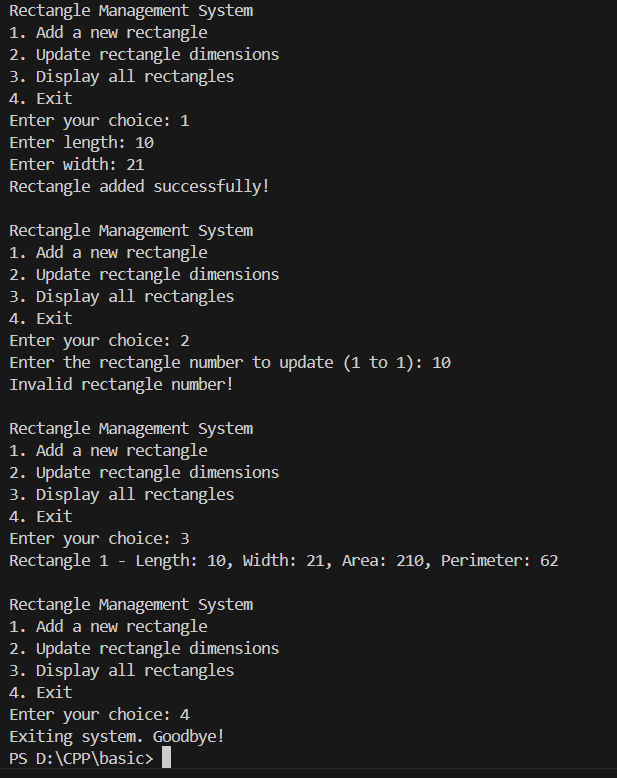 Rectangle Management System
1. Add a new rectangle
2. Update rectangle dimensions
3. Display all rectangles
4. Exit
Enter your choice: 1
Enter length: 10
Enter width: 21
Rectangle added successfully!
Rectangle Management System
1. Add a new rectangle
2. Update rectangle dimensions
3. Display all rectangles
4. Exit
Enter your choice: 2
Enter the rectangle number to update (1 to 1): 10
Invalid rectangle number!
Rectangle Management System
1. Add a new rectangle
2. Update rectangle dimensions
3. Display all rectangles
4. Exit
Enter your choice: 3
Rectangle 1 - Length: 10, Width: 21, Area: 210, Perimeter: 62
Rectangle Management System
1. Add a new rectangle
2. Update rectangle dimensions
3. Display all rectangles
4. Exit
Enter your choice: 4
Exiting system. Goodbye!
PS D:\CPP\basic>